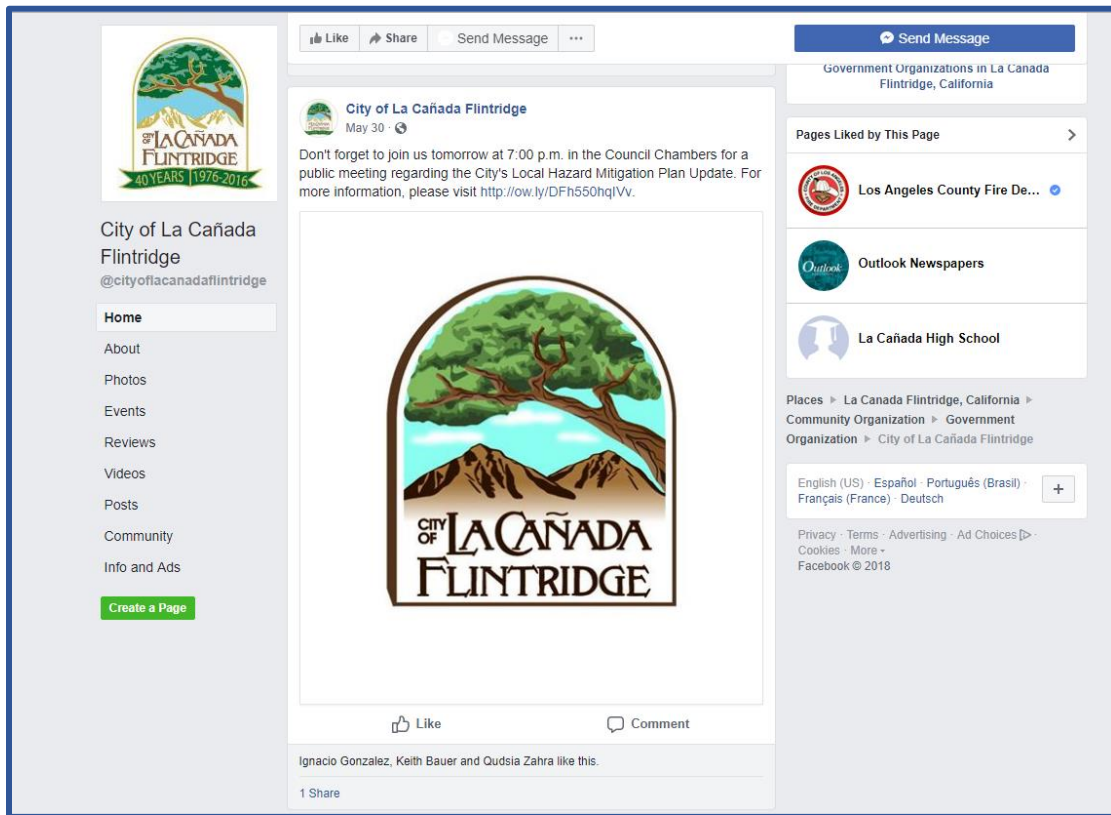 CITY OF LA CAÑADA
FLINTRIDGE
40 YEARS 1976-2016
City of La Cañada
Flintridge
@cityoflacanadaflintridge
Home
About
Photos
Events
Reviews
Videos
Posts
Community
Info and Ads
Create a Page
Like Share Send Message ...
City of La Cañada Flintridge
May 30 ·
Don't forget to join us tomorrow at 7:00 p.m. in the Council Chambers for a
public meeting regarding the City's Local Hazard Mitigation Plan Update. For
more information, please visit http://ow.ly/DFh550hqIVv.
CITY OF LA CAÑADA
FLINTRIDGE
Like Comment
Ignacio Gonzalez, Keith Bauer and Qudsia Zahra like this.
1 Share
Send Message
Government Organizations in La Canada
Flintridge, California
Pages Liked by This Page
Los Angeles County Fire De...
Outlook
Outlook Newspapers
La Cañada High School
Places ▸ La Canada Flintridge, California ▸
Community Organization ▸ Government
Organization ▸ City of La Cañada Flintridge
English (US) · Español · Português (Brasil) ·
Français (France) · Deutsch
Privacy · Terms · Advertising · Ad Choices ·
Cookies · More
Facebook © 2018